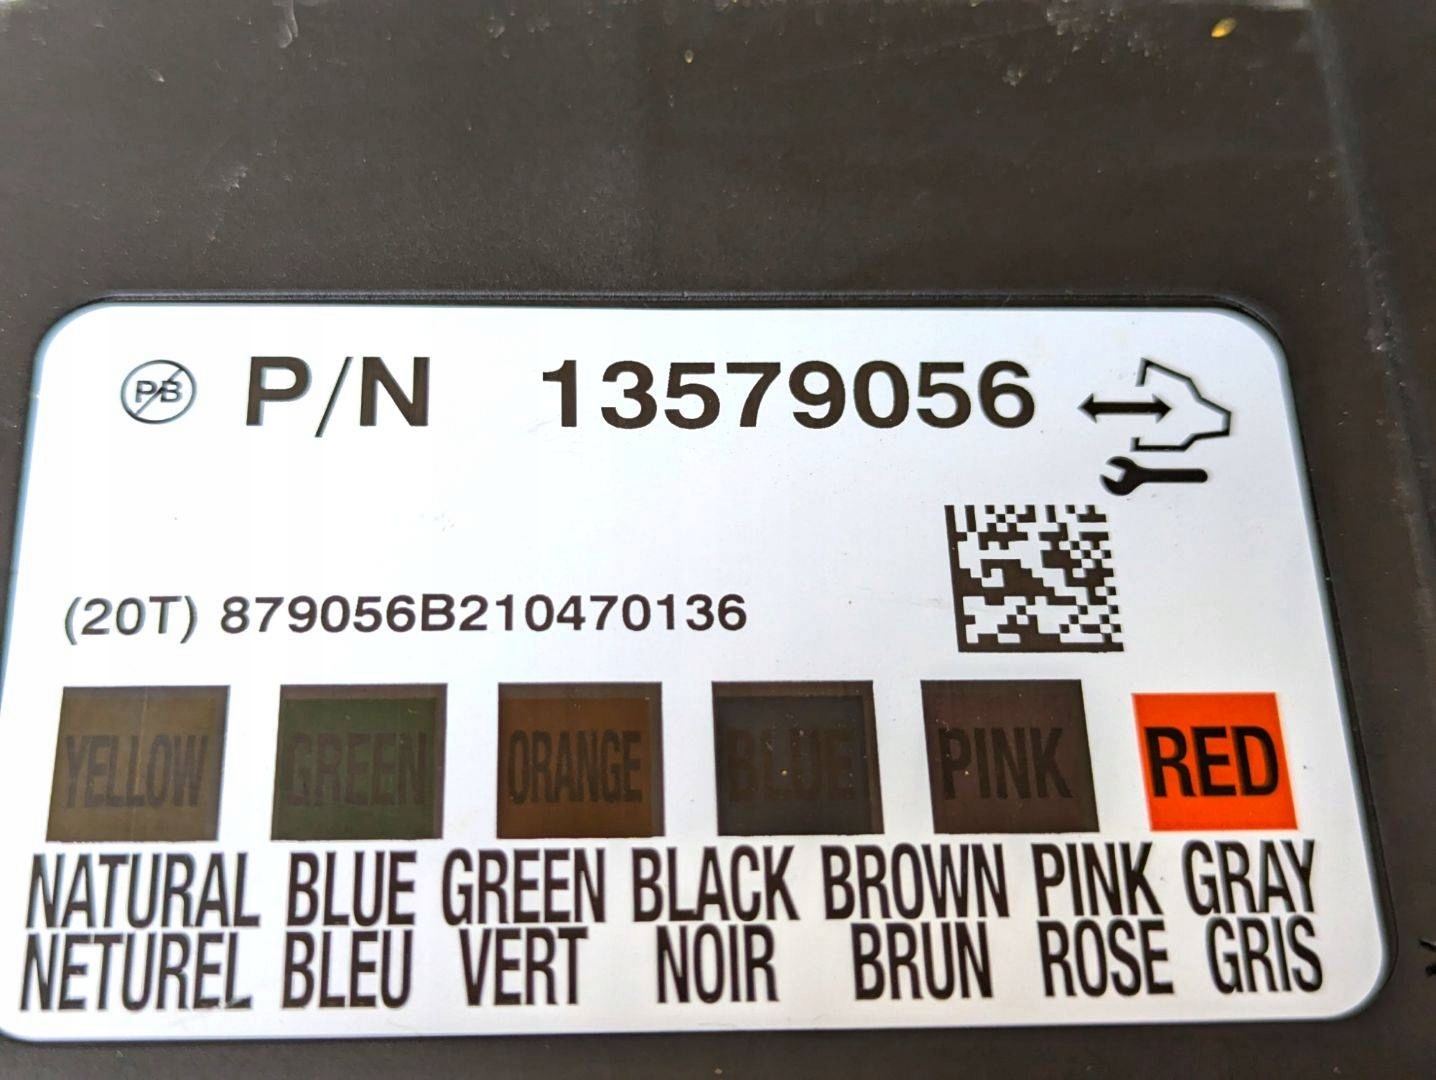 PB P/N 13579056
(20T) 879056B210470136
YELLOW GREEN ORANGE BLUE PINK RED
NATURAL BLUE GREEN BLACK BROWN PINK GRAY
NETUREL BLEU VERT NOIR BRUN ROSE GRIS